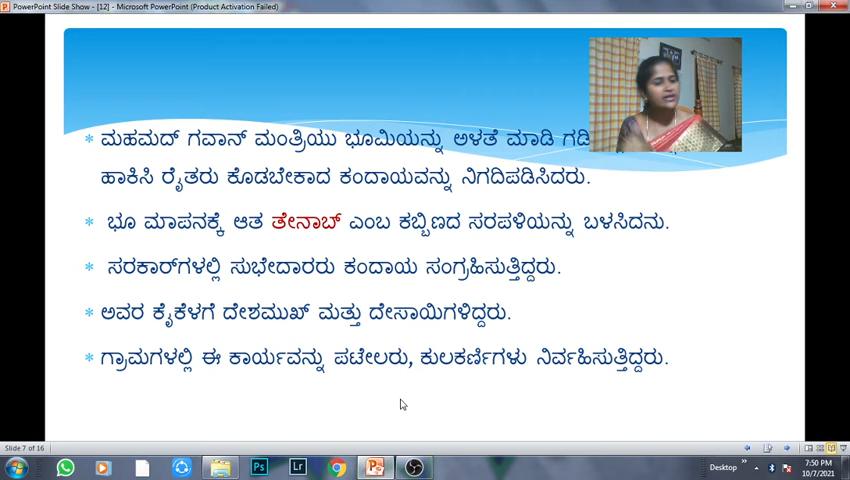 PowerPoint Slide Show - [12] - Microsoft PowerPoint (Product Activation Failed)
* ಮಹಮದ್ ಗವಾನ್ ಮಂತ್ರಿಯು ಭೂಮಿಯನ್ನು ಅಳತೆ ಮಾಡಿ
ಹಾಕಿಸಿ ರೈತರು ಕೊಡಬೇಕಾದ ಕಂದಾಯವನ್ನು ನಿಗದಿಪಡಿಸಿದರು.
* ಭೂ ಮಾಪನಕ್ಕೆ ಆತ ತೇನಾಬ್ ಎಂಬ ಕಬ್ಬಿಣದ ಸರಪಳಿಯನ್ನು ಬಳಸಿದನು.
* ಸರಕಾರ್‌ಗಳಲ್ಲಿ ಸುಭೇದಾರರು ಕಂದಾಯ ಸಂಗ್ರಹಿಸುತ್ತಿದ್ದರು.
* ಅವರ ಕೈಕೆಳಗೆ ದೇಶಮುಖ್ ಮತ್ತು ದೇಸಾಯಿಗಳಿದ್ದರು.
* ಗ್ರಾಮಗಳಲ್ಲಿ ಈ ಕಾರ್ಯವನ್ನು ಪಟೇಲರು, ಕುಲಕರ್ಣಿಗಳು ನಿರ್ವಹಿಸುತ್ತಿದ್ದರು.
Slide 7 of 16
Ps Lr Desktop 7:50 PM
10/7/2021